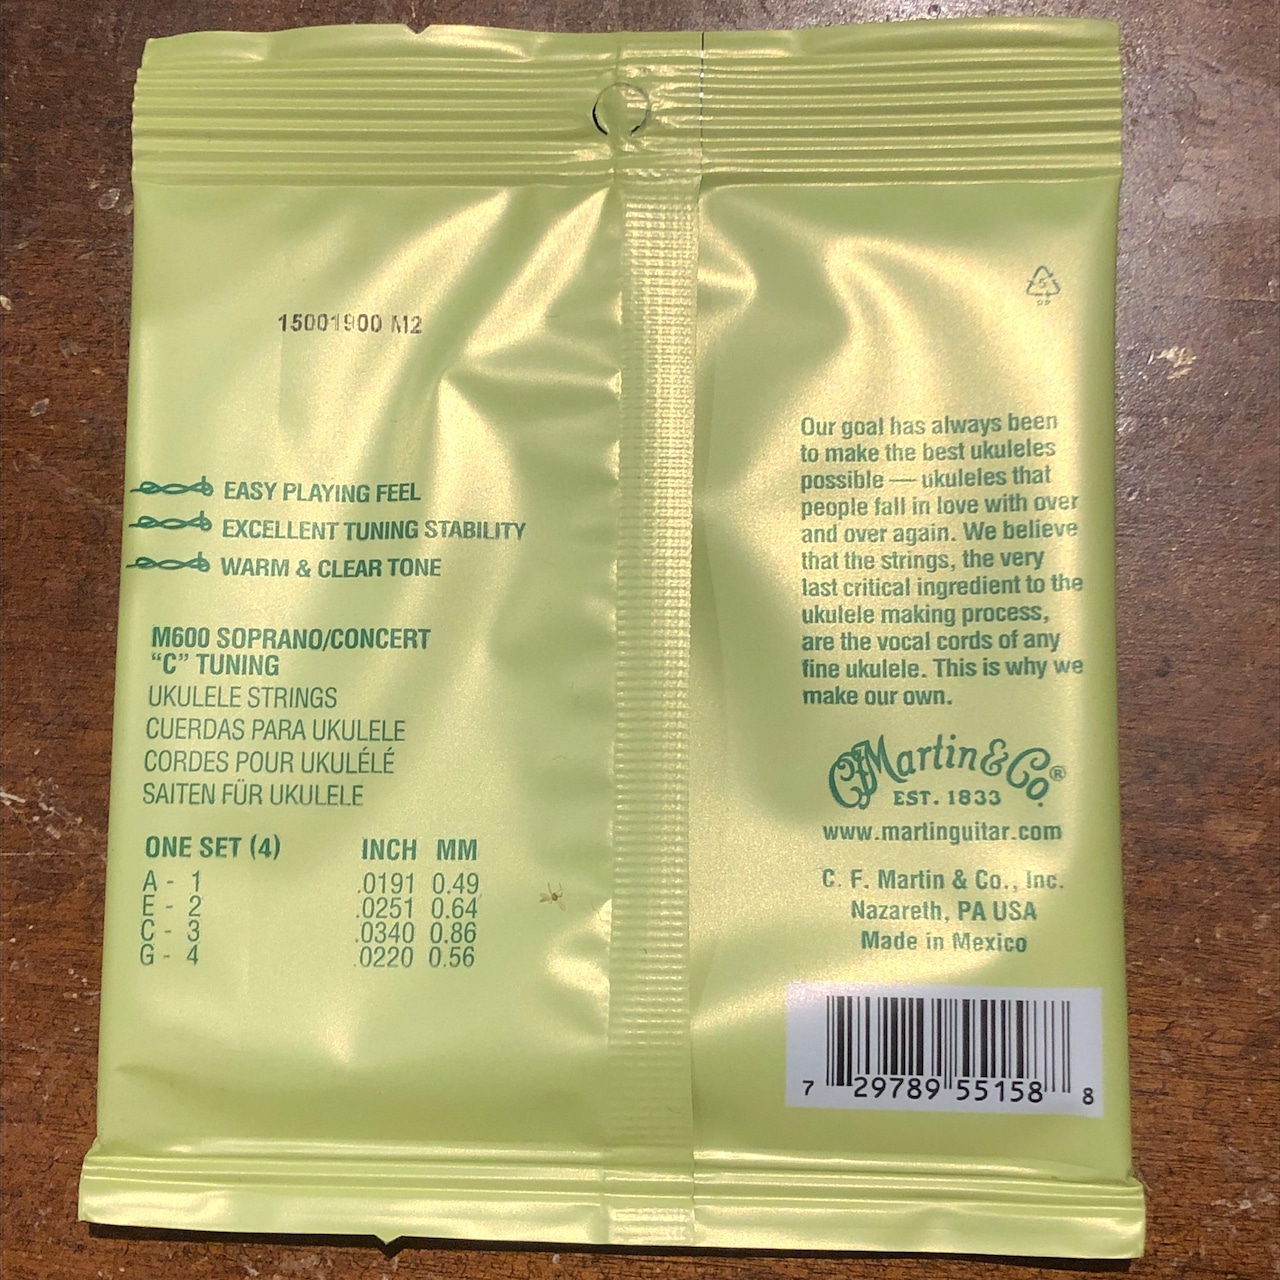 15001900 M2
EASY PLAYING FEEL
EXCELLENT TUNING STABILITY
WARM & CLEAR TONE
M600 SOPRANO/CONCERT
“C” TUNING
UKULELE STRINGS
CUERDAS PARA UKULELE
CORDES POUR UKULÉLÉ
SAITEN FÜR UKULELE
ONE SET (4) INCH MM
A - 1 .0191 0.49
E - 2 .0251 0.64
C - 3 .0340 0.86
G - 4 .0220 0.56
5
Our goal has always been
to make the best ukuleles
possible — ukuleles that
people fall in love with over
and over again. We believe
that the strings, the very
last critical ingredient to the
ukulele making process,
are the vocal cords of any
fine ukulele. This is why we
make our own.
CF Martin & Co.®
EST. 1833
www.martinguitar.com
C. F. Martin & Co., Inc.
Nazareth, PA USA
Made in Mexico
7 29789 55158 8